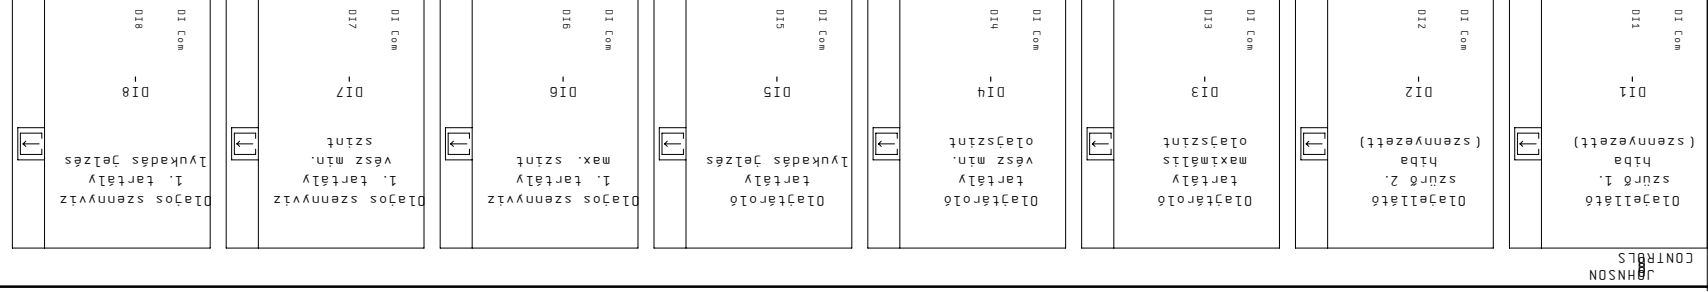 JOHNSON
CONTROLS
Olajellátó
szűrő 1.
hiba
(szennyezett)
DI1
DI Com
DI1
Olajellátó
szűrő 2.
hiba
(szennyezett)
DI2
DI Com
DI2
Olajtároló
tartály
maximális
olajszint
DI3
DI Com
DI3
Olajtároló
tartály
vész min.
olajszint
DI4
DI Com
DI4
Olajtároló
tartály
lyukadás jelzés
DI5
DI Com
DI5
Olajos szennyvíz
1. tartály
max. szint
DI6
DI Com
DI6
Olajos szennyvíz
1. tartály
vész min.
szint
DI7
DI Com
DI7
Olajos szennyvíz
1. tartály
lyukadás jelzés
DI8
DI Com
DI8